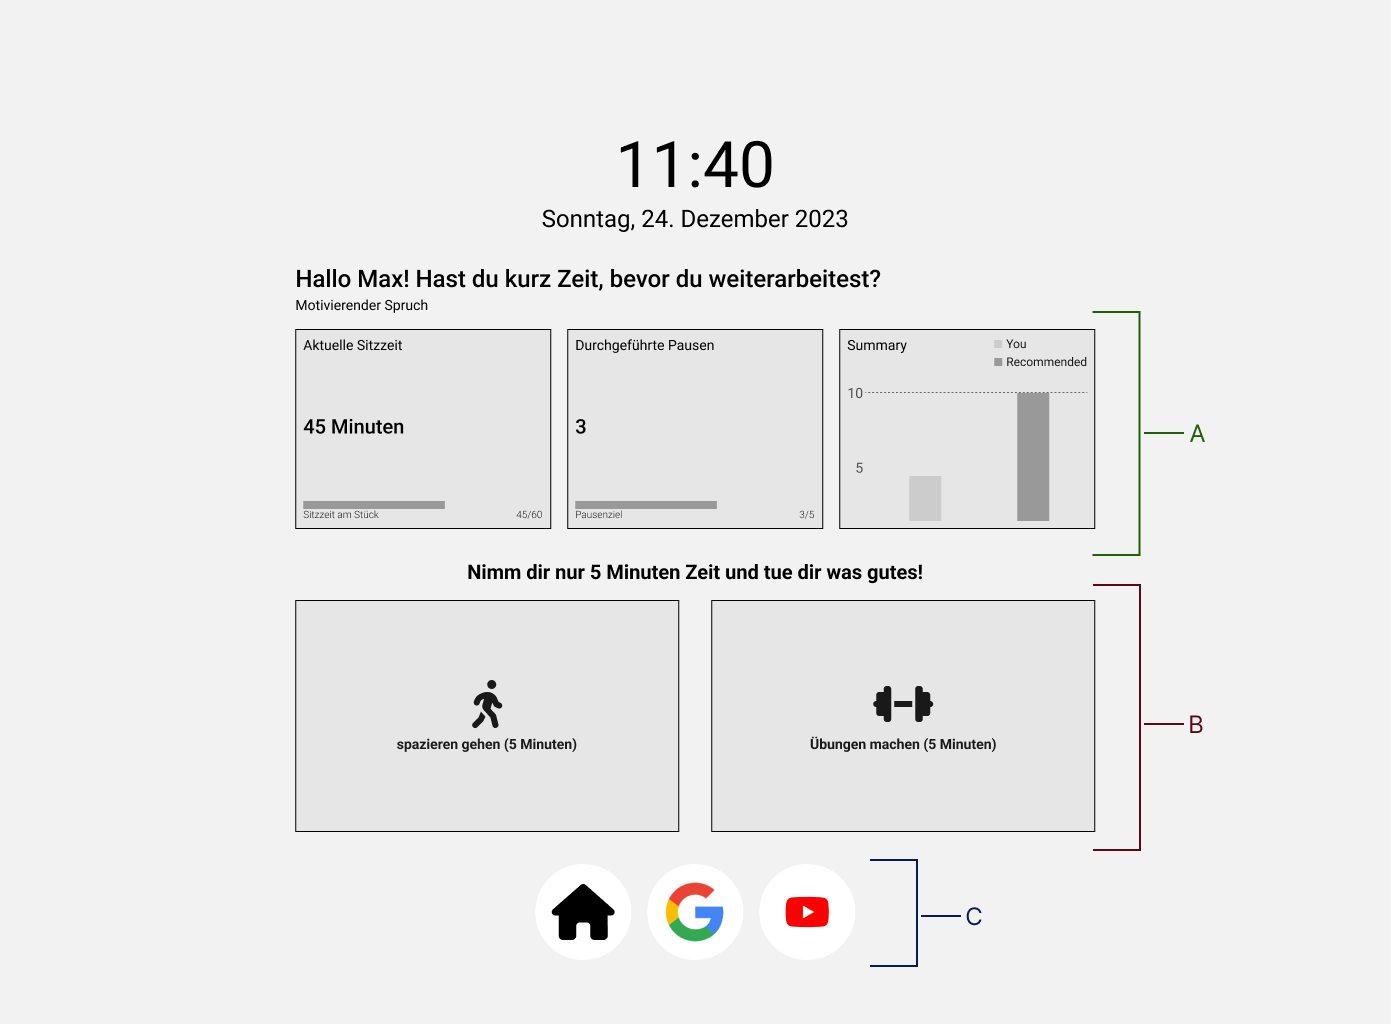 11:40
Sonntag, 24. Dezember 2023
Hallo Max! Hast du kurz Zeit, bevor du weiterarbeitest?
Motivierender Spruch
Aktuelle Sitzzeit
45 Minuten
Sitzzeit am Stück 45/60
Durchgeführte Pausen
3
Pausenziel 3/5
Summary
You
Recommended
10
5
A
Nimm dir nur 5 Minuten Zeit und tue dir was gutes!
spazieren gehen (5 Minuten)
Übungen machen (5 Minuten)
B
C